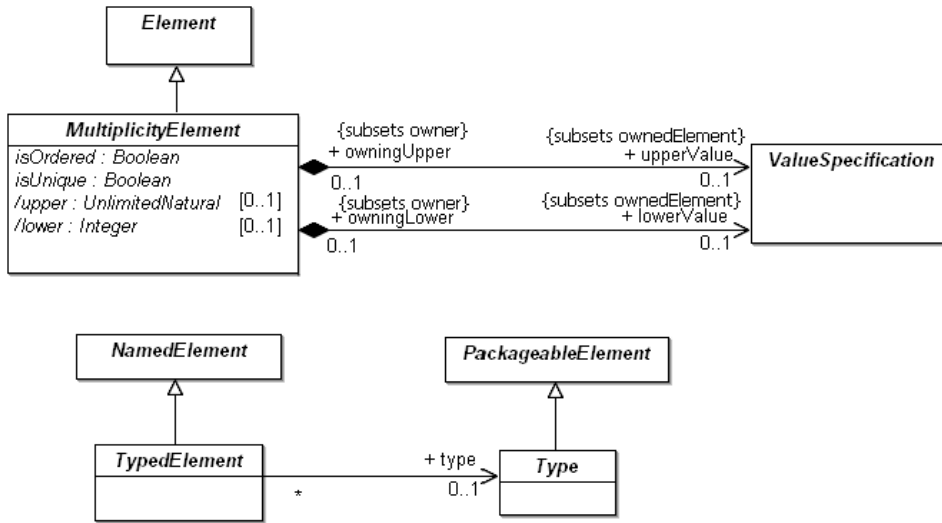 Element
MultiplicityElement
isOrdered : Boolean
isUnique : Boolean
/upper : UnlimitedNatural [0..1]
/lower : Integer [0..1]
{subsets owner}
+ owningUpper
0..1
{subsets ownedElement}
+ upperValue
0..1
{subsets owner}
+ owningLower
0..1
{subsets ownedElement}
+ lowerValue
0..1
ValueSpecification
NamedElement
PackageableElement
TypedElement
*
+ type
0..1
Type